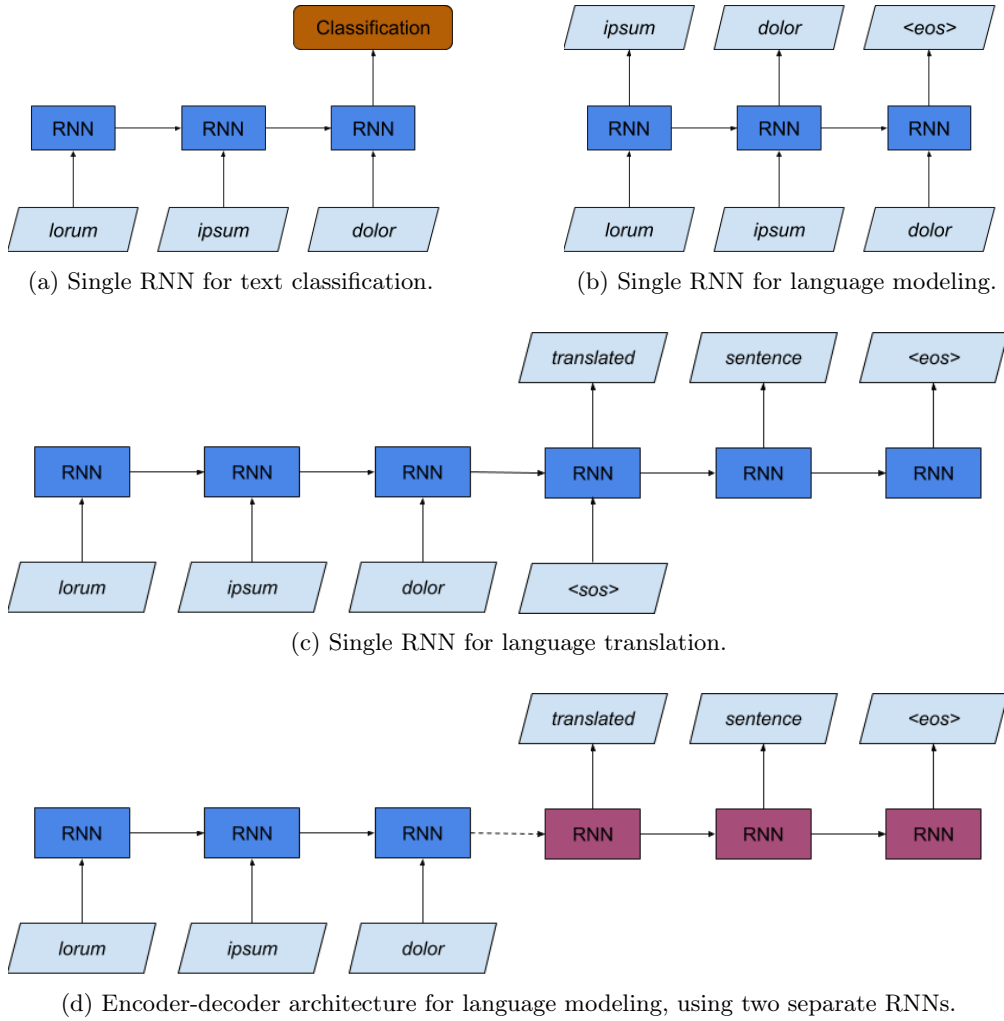 Classification
RNN RNN RNN
lorum ipsum dolor
(a) Single RNN for text classification.
ipsum dolor <eos>
RNN RNN RNN
lorum ipsum dolor
(b) Single RNN for language modeling.
translated sentence <eos>
RNN RNN RNN RNN RNN RNN
lorum ipsum dolor <sos>
(c) Single RNN for language translation.
translated sentence <eos>
RNN RNN RNN RNN RNN RNN
lorum ipsum dolor
(d) Encoder-decoder architecture for language modeling, using two separate RNNs.